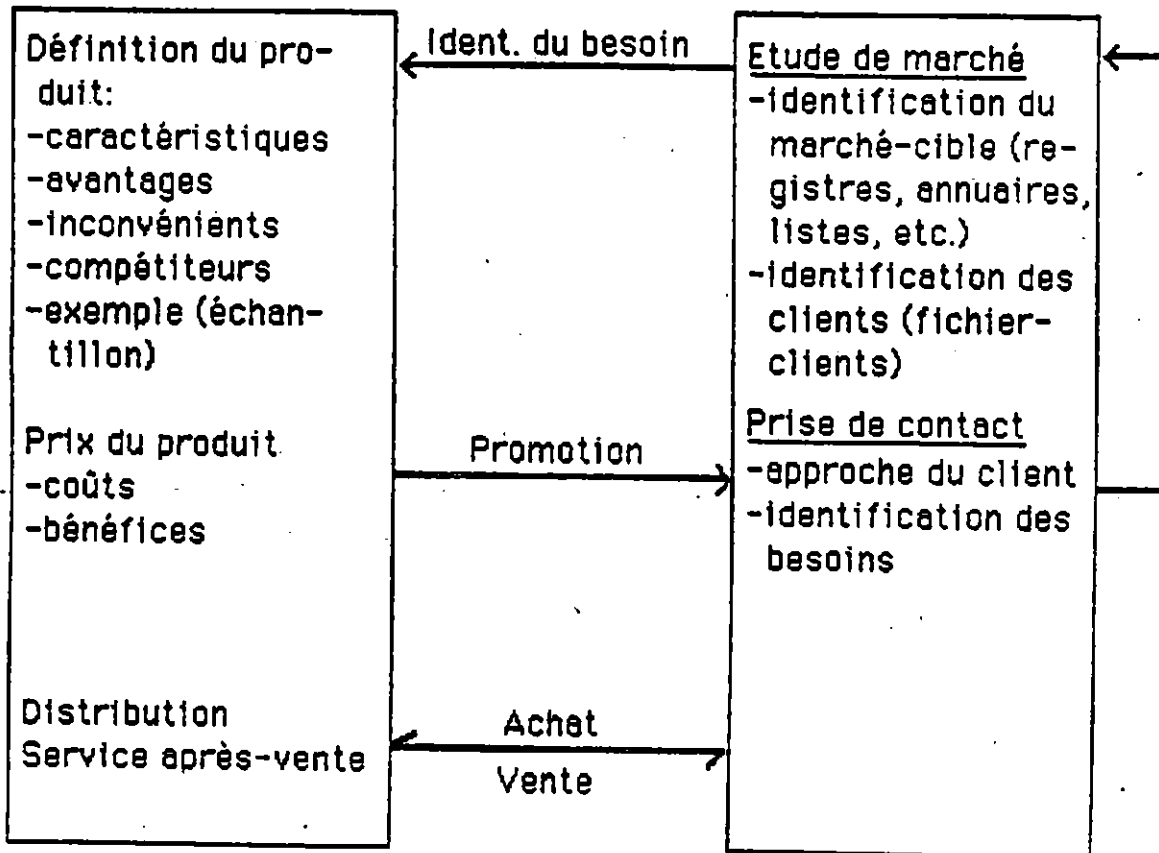 Définition du pro-
duit:
-caractéristiques
-avantages
-inconvénients
-compétiteurs
-exemple (échan-
tillon)
Prix du produit
-coûts
-bénéfices
Distribution
Service après-vente
Ident. du besoin
Promotion
Achat
Vente
Etude de marché
-identification du
marché-cible (re-
gistres, annuaires,
listes, etc.)
-identification des
clients (fichier-
clients)
Prise de contact
-approche du client
-identification des
besoins